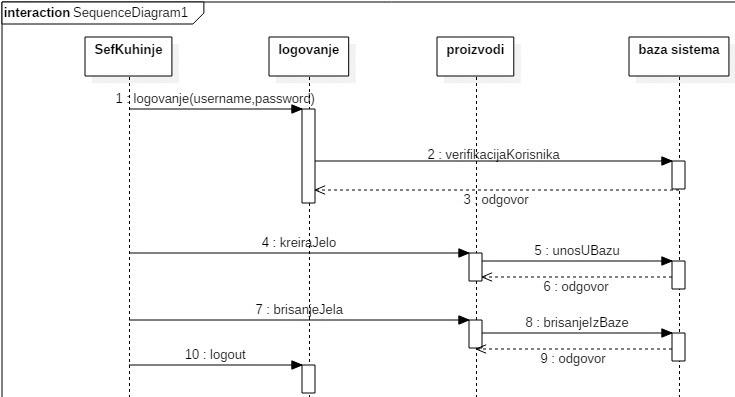 interaction SequenceDiagram1
SefKuhinje
logovanje
proizvodi
baza sistema
1 : logovanje(username,password)
2 : verifikacijaKorisnika
3 : odgovor
4 : kreiraJelo
5 : unosUBazu
6 : odgovor
7 : brisanjeJela
8 : brisanjeIzBaze
9 : odgovor
10 : logout